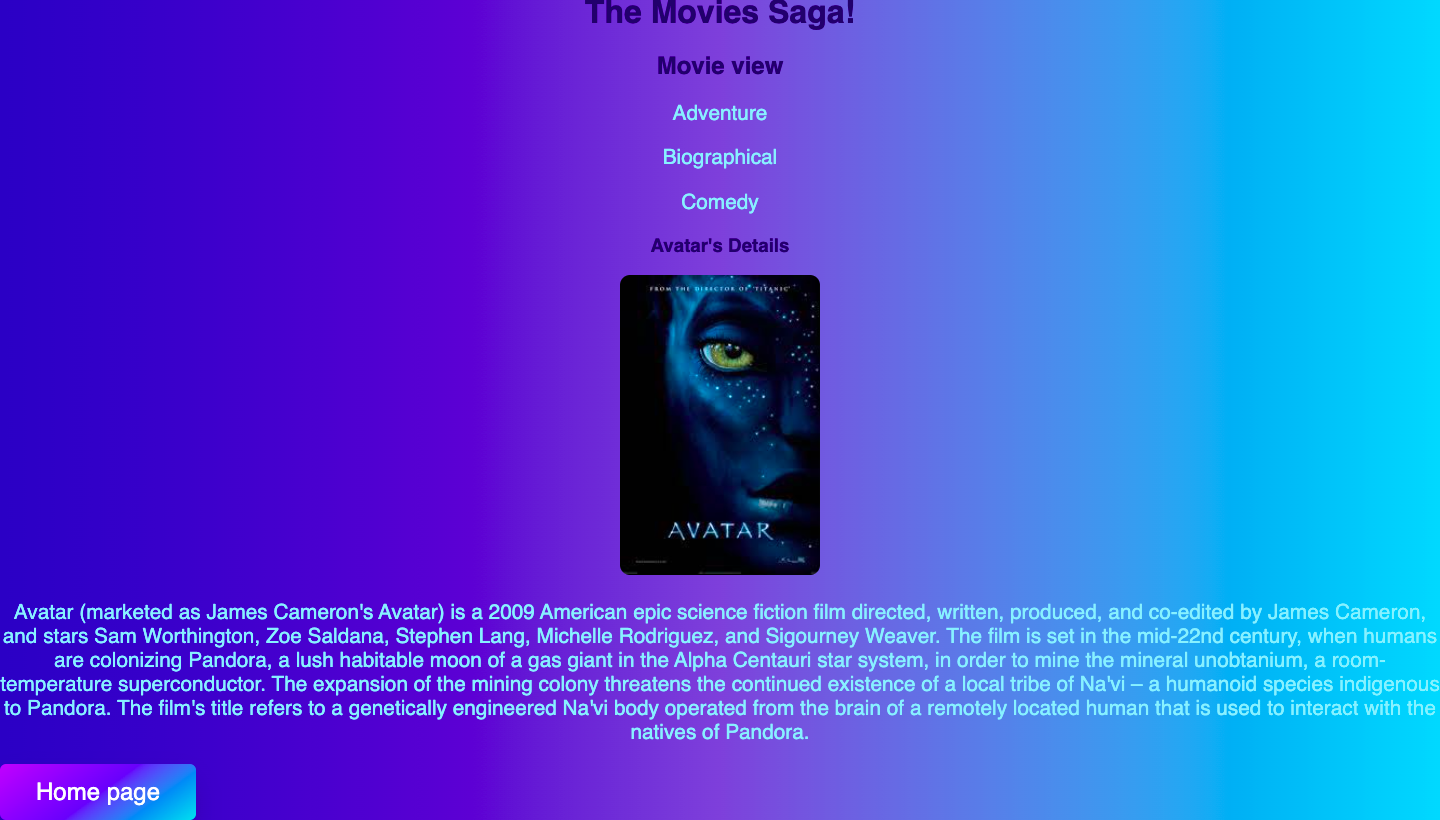 The Movies Saga!
Movie view
Adventure
Biographical
Comedy
Avatar's Details
FROM THE DIRECTOR OF 'TITANIC'
AVATAR
Avatar (marketed as James Cameron's Avatar) is a 2009 American epic science fiction film directed, written, produced, and co-edited by James Cameron,
and stars Sam Worthington, Zoe Saldana, Stephen Lang, Michelle Rodriguez, and Sigourney Weaver. The film is set in the mid-22nd century, when humans
are colonizing Pandora, a lush habitable moon of a gas giant in the Alpha Centauri star system, in order to mine the mineral unobtanium, a room-
temperature superconductor. The expansion of the mining colony threatens the continued existence of a local tribe of Na'vi – a humanoid species indigenous
to Pandora. The film's title refers to a genetically engineered Na'vi body operated from the brain of a remotely located human that is used to interact with the
natives of Pandora.
Home page